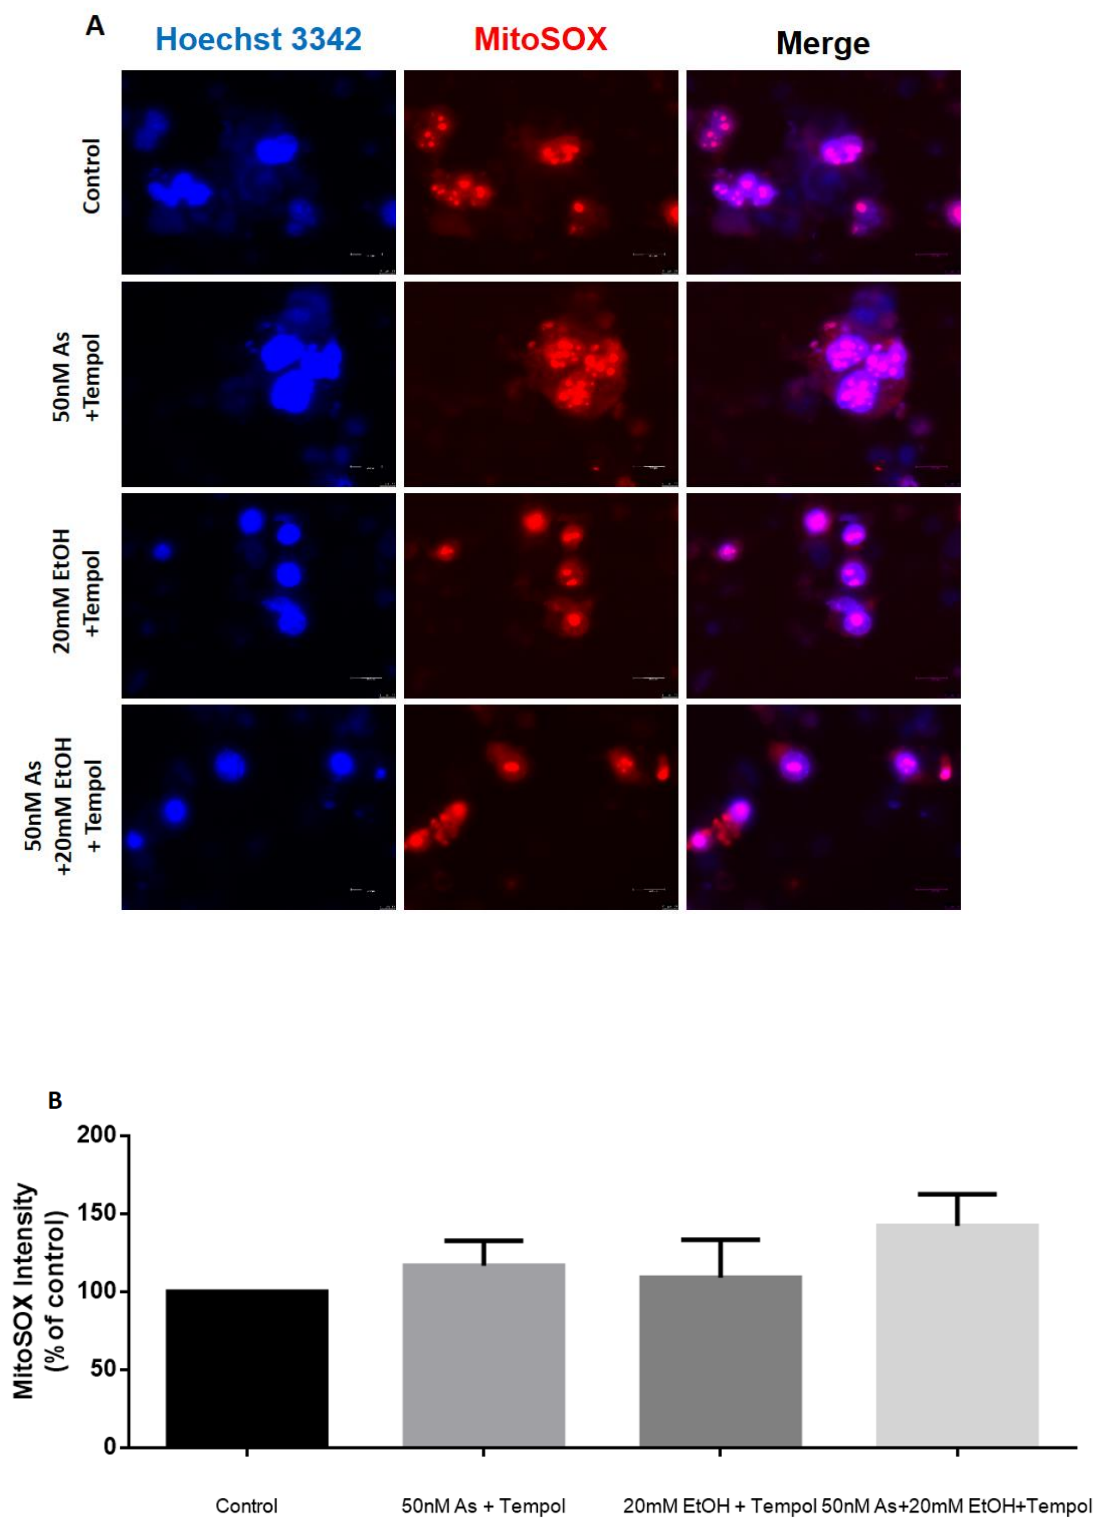 A
Hoechst 3342
MitoSOX
Merge
Control
50nM As
+Tempol
20mM EtOH
+Tempol
50nM As
+20mM EtOH
+ Tempol
B
200
150
100
50
0
MitoSOX Intensity
(% of control)
Control
50nM As + Tempol
20mM EtOH + Tempol
50nM As+20mM EtOH+Tempol